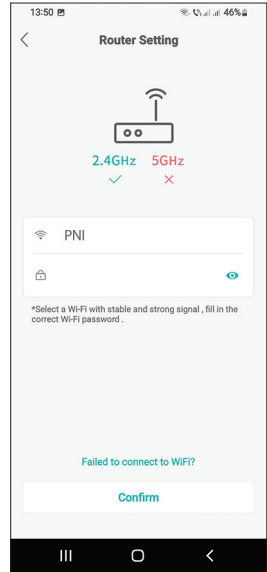 13:50 46%
Router Setting
2.4GHz 5GHz
PNI
*Select a Wi-Fi with stable and strong signal , fill in the
correct Wi-Fi password .
Failed to connect to WiFi?
Confirm